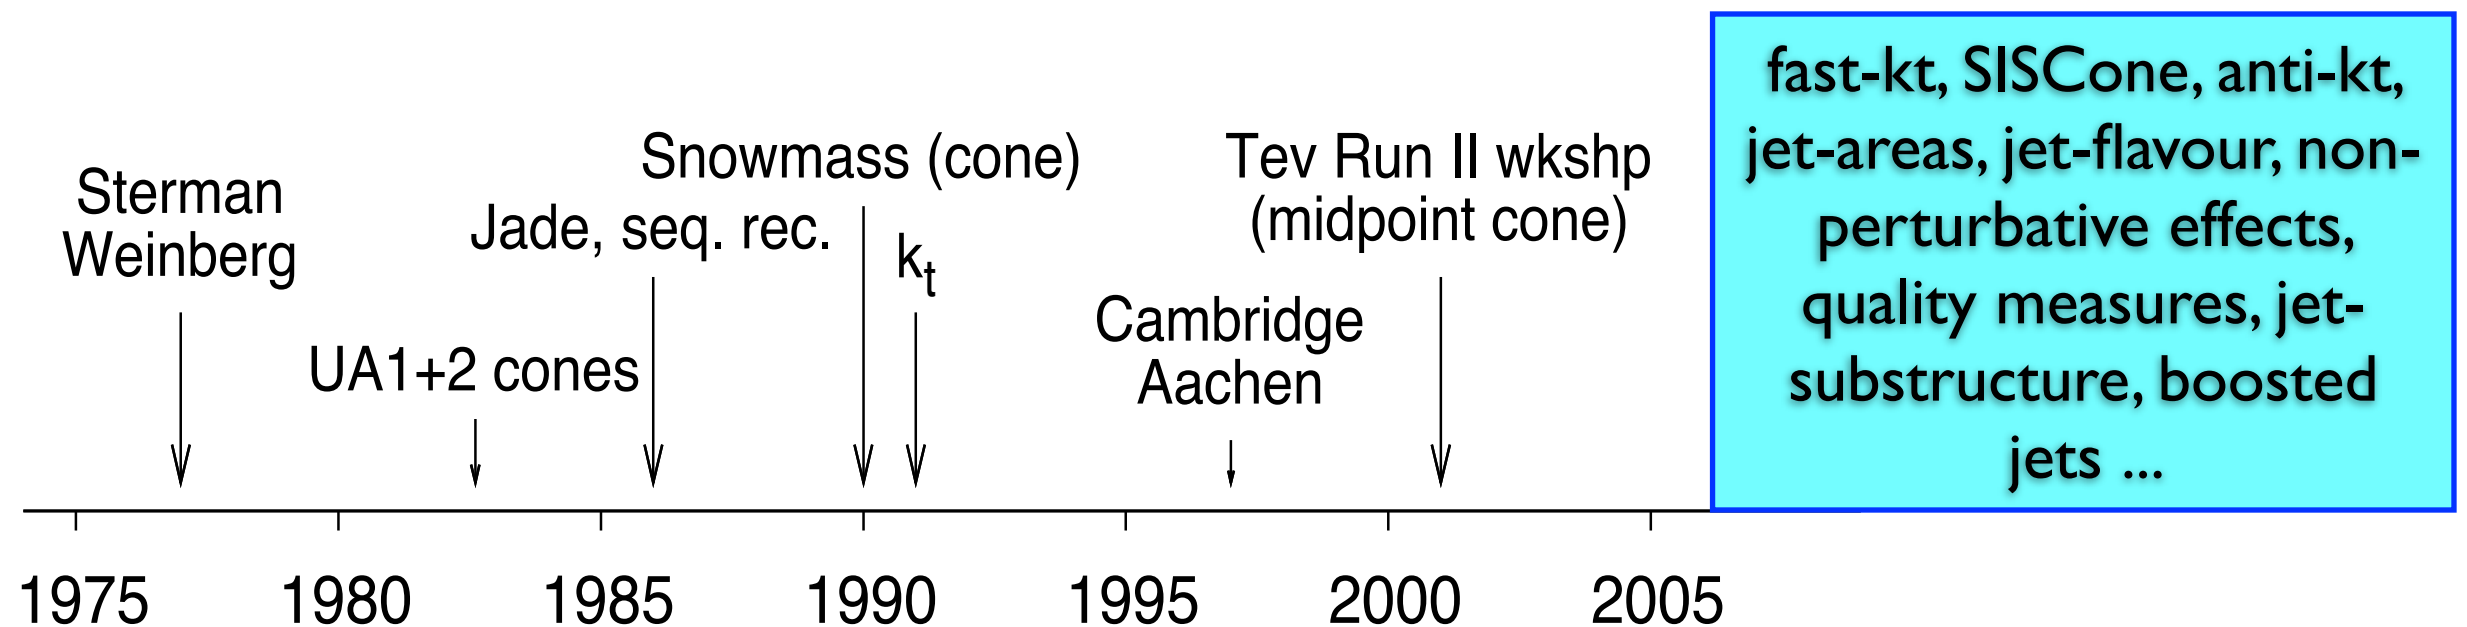 Sterman
Weinberg
UA1+2 cones
Jade, seq. rec.
Snowmass (cone)
kt
Cambridge
Aachen
Tev Run II wkshp
(midpoint cone)
fast-kt, SISCone, anti-kt,
jet-areas, jet-flavour, non-
perturbative effects,
quality measures, jet-
substructure, boosted
jets ...
1975 1980 1985 1990 1995 2000 2005